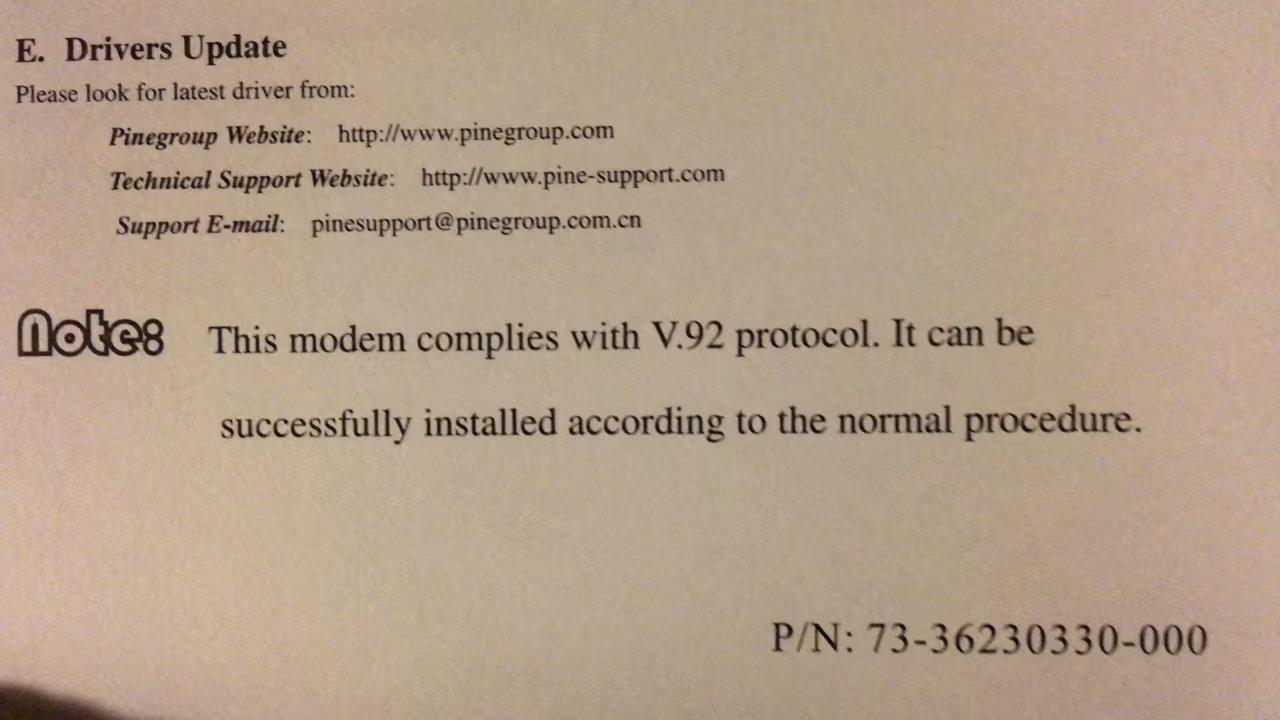 E. Drivers Update
Please look for latest driver from:
Pinegroup Website: http://www.pinegroup.com
Technical Support Website: http://www.pine-support.com
Support E-mail: pinesupport@pinegroup.com.cn
Note: This modem complies with V.92 protocol. It can be
successfully installed according to the normal procedure.
P/N: 73-36230330-000